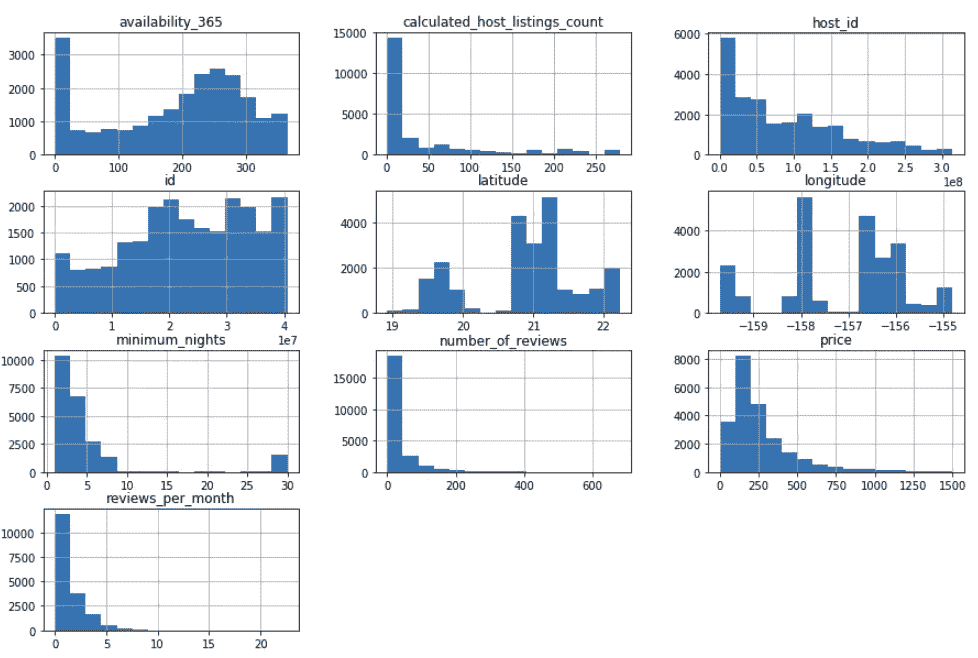 availability_365
3000
2000
1000
0
0 100 200 300
calculated_host_listings_count
15000
10000
5000
0
0 50 100 150 200 250
host_id
6000
4000
2000
0
0.0 0.5 1.0 1.5 2.0 2.5 3.0
1e8
id
2000
1500
1000
500
0
0 1 2 3 4
1e7
latitude
4000
2000
0
19 20 21 22
longitude
4000
2000
0
−159 −158 −157 −156 −155
minimum_nights
10000
7500
5000
2500
0
0 5 10 15 20 25 30
number_of_reviews
15000
10000
5000
0
0 200 400 600
price
8000
6000
4000
2000
0
0 250 500 750 1000 1250 1500
reviews_per_month
10000
7500
5000
2500
0
0 5 10 15 20